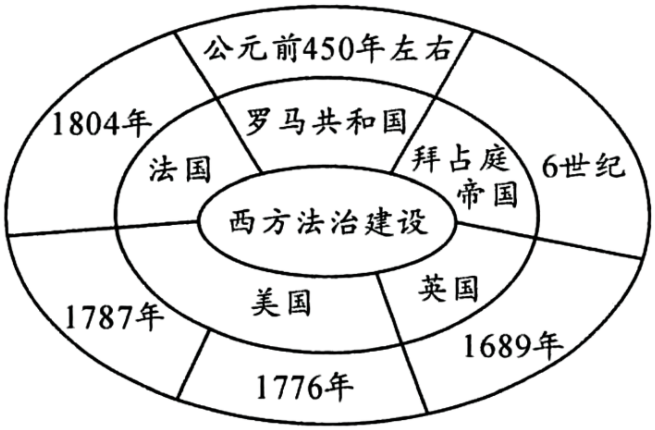 公元前450年左右
1804年
罗马共和国
法国
拜占庭
帝国
6世纪
西方法治建设
美国
英国
1787年
1776年
1689年